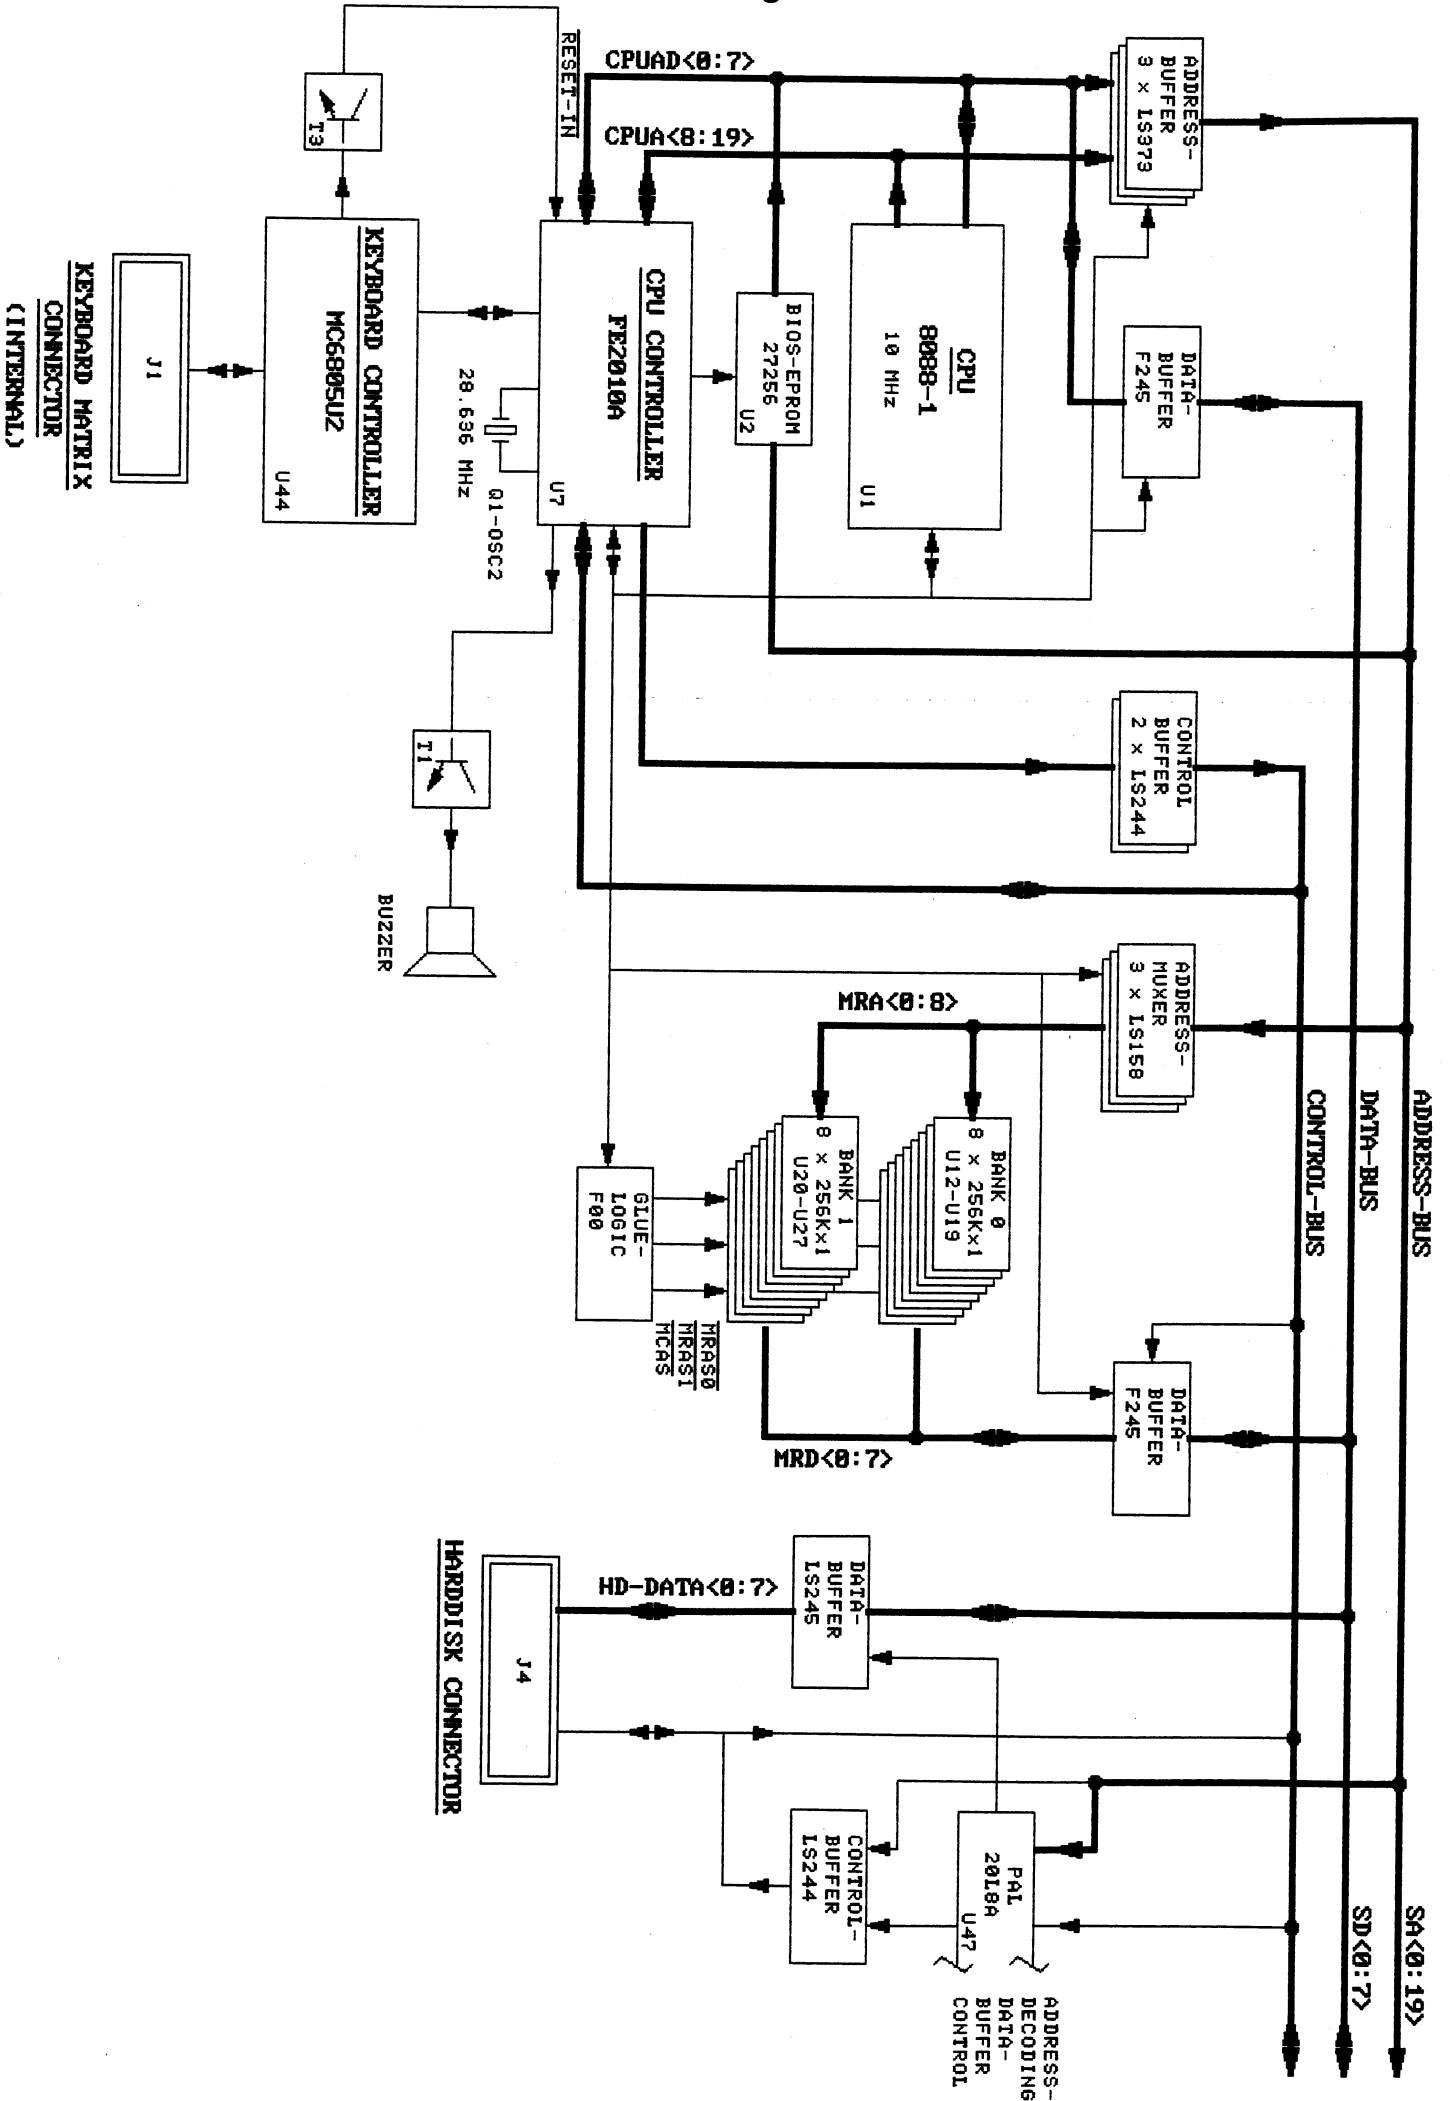 ADDRESS-
BUFFER
3 x LS373
DATA-
BUFFER
F245
CONTROL
BUFFER
2 x LS244
ADDRESS-
MUXER
3 x LS158
DATA-
BUFFER
F245
ADDRESS-BUS
DATA-BUS
CONTROL-BUS
SA<0:19>
SD<0:7>
CPUAD<0:7>
CPUA<8:19>
RESET-IN
CPU
8088-1
10 MHz
U1
BIOS-EPROM
27256
U2
CPU CONTROLLER
FE2010A
U7
28.636 MHz
Q1-OSC2
T3
KEYBOARD CONTROLLER
MC6805U2
U44
J1
KEYBOARD MATRIX
CONNECTOR
(INTERNAL)
T1
BUZZER
MRA<0:8>
BANK 0
8 x 256Kx1
U12-U19
BANK 1
8 x 256Kx1
U20-U27
GLUE-
LOGIC
F00
MRAS0
MRAS1
MCAS
MRD<0:7>
DATA-
BUFFER
LS245
HD-DATA<0:7>
J4
HARDDISK CONNECTOR
PAL
20L8A
U47
CONTROL-
BUFFER
LS244
ADDRESS-
DECODING
DATA-
BUFFER
CONTROL